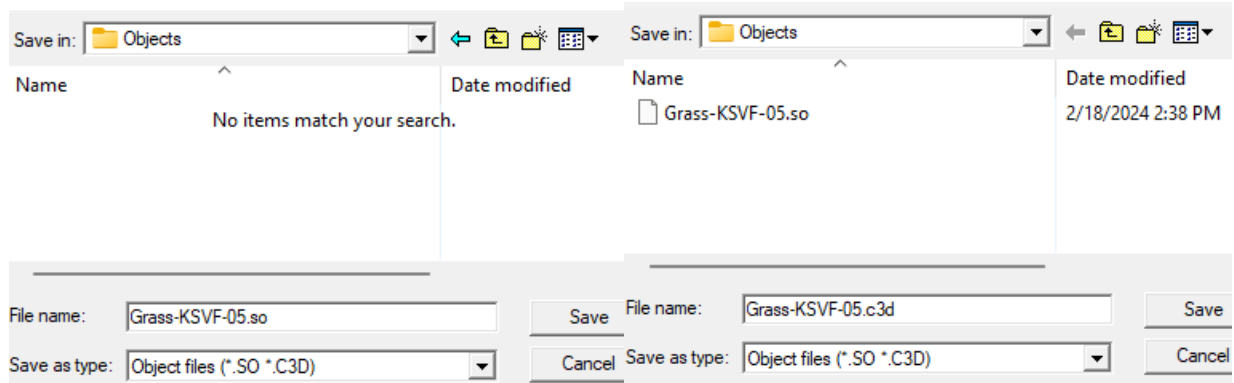 Save in: Objects
Name Date modified
No items match your search.
File name: Grass-KSVF-05.so Save
Save as type: Object files (*.SO *.C3D) Cancel
Save in: Objects
Name Date modified
Grass-KSVF-05.so 2/18/2024 2:38 PM
File name: Grass-KSVF-05.c3d Save
Save as type: Object files (*.SO *.C3D) Cancel